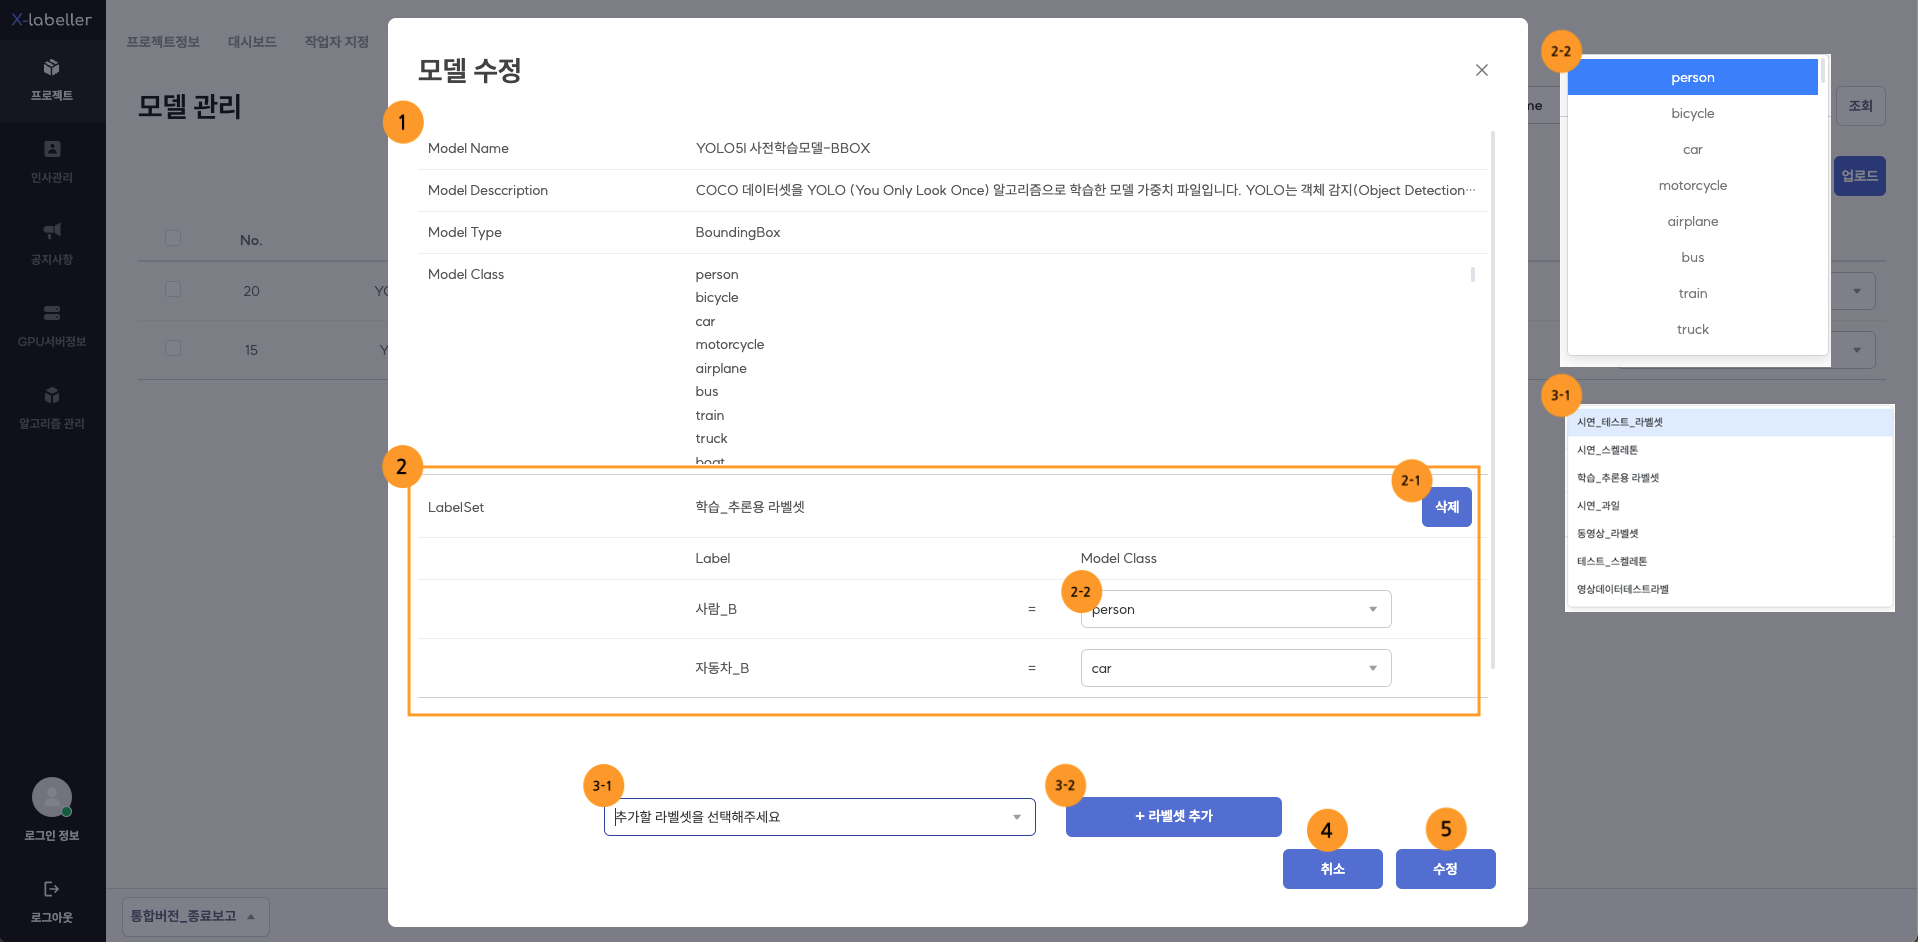 X-labeller
프로젝트
인사관리
공지사항
GPU서버정보
알고리즘 관리
로그인 정보
로그아웃
프로젝트정보 대시보드 작업자 지정
모델 관리
No.
20
15
통합버전_종료보고
조회
업로드
모델 수정
1
Model Name YOLO5l 사전학습모델-BBOX
Model Desccription COCO 데이터셋을 YOLO (You Only Look Once) 알고리즘으로 학습한 모델 가중치 파일입니다. YOLO는 객체 감지(Object Detection...
Model Type BoundingBox
Model Class person
bicycle
car
motorcycle
airplane
bus
train
truck
boat
2
2-1
LabelSet 학습_추론용 라벨셋 삭제
Label Model Class
2-2
사람_B = person
자동차_B = car
3-1
추가할 라벨셋을 선택해주세요
3-2
+ 라벨셋 추가
4
취소
5
수정
2-2
person
bicycle
car
motorcycle
airplane
bus
train
truck
3-1
시연_테스트_라벨셋
시연_스켈레톤
학습_추론용 라벨셋
시연_과일
동영상_라벨셋
테스트_스켈레톤
영상데이터테스트라벨